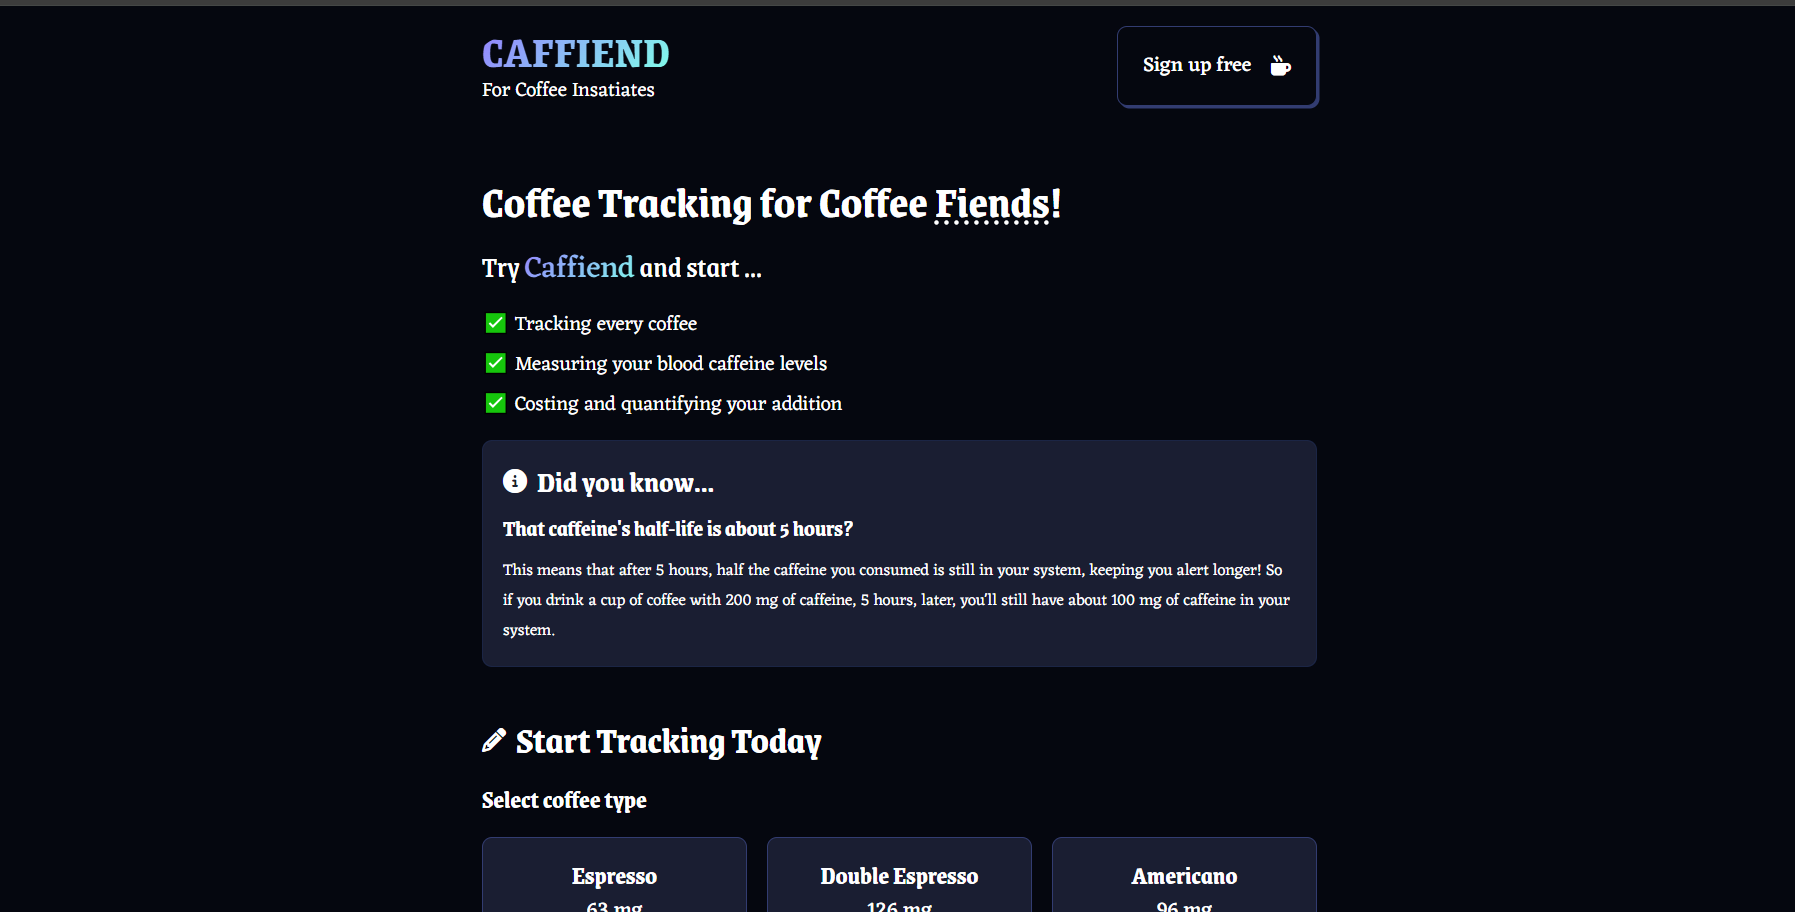 CAFFIEND
For Coffee Insatiates
Sign up free
Coffee Tracking for Coffee Fiends!
Try Caffiend and start ...
✅ Tracking every coffee
✅ Measuring your blood caffeine levels
✅ Costing and quantifying your addition
Did you know...
That caffeine's half-life is about 5 hours?
This means that after 5 hours, half the caffeine you consumed is still in your system, keeping you alert longer! So
if you drink a cup of coffee with 200 mg of caffeine, 5 hours, later, you'll still have about 100 mg of caffeine in your
system.
Start Tracking Today
Select coffee type
Espresso
63 mg
Double Espresso
126 mg
Americano
96 mg